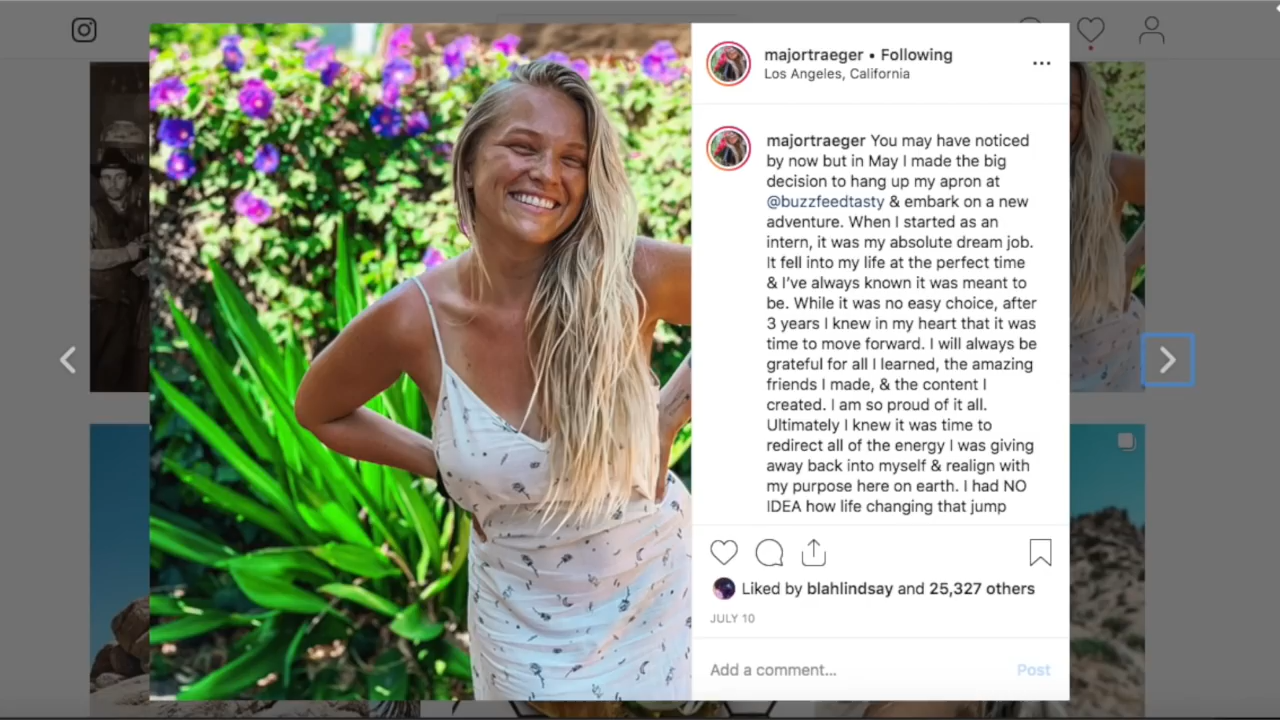 majortraeger • Following
Los Angeles, California
majortraeger You may have noticed
by now but in May I made the big
decision to hang up my apron at
@buzzfeedtasty & embark on a new
adventure. When I started as an
intern, it was my absolute dream job.
It fell into my life at the perfect time
& I've always known it was meant to
be. While it was no easy choice, after
3 years I knew in my heart that it was
time to move forward. I will always be
grateful for all I learned, the amazing
friends I made, & the content I
created. I am so proud of it all.
Ultimately I knew it was time to
redirect all of the energy I was giving
away back into myself & realign with
my purpose here on earth. I had NO
IDEA how life changing that jump
Liked by blahlindsay and 25,327 others
JULY 10
Add a comment... Post